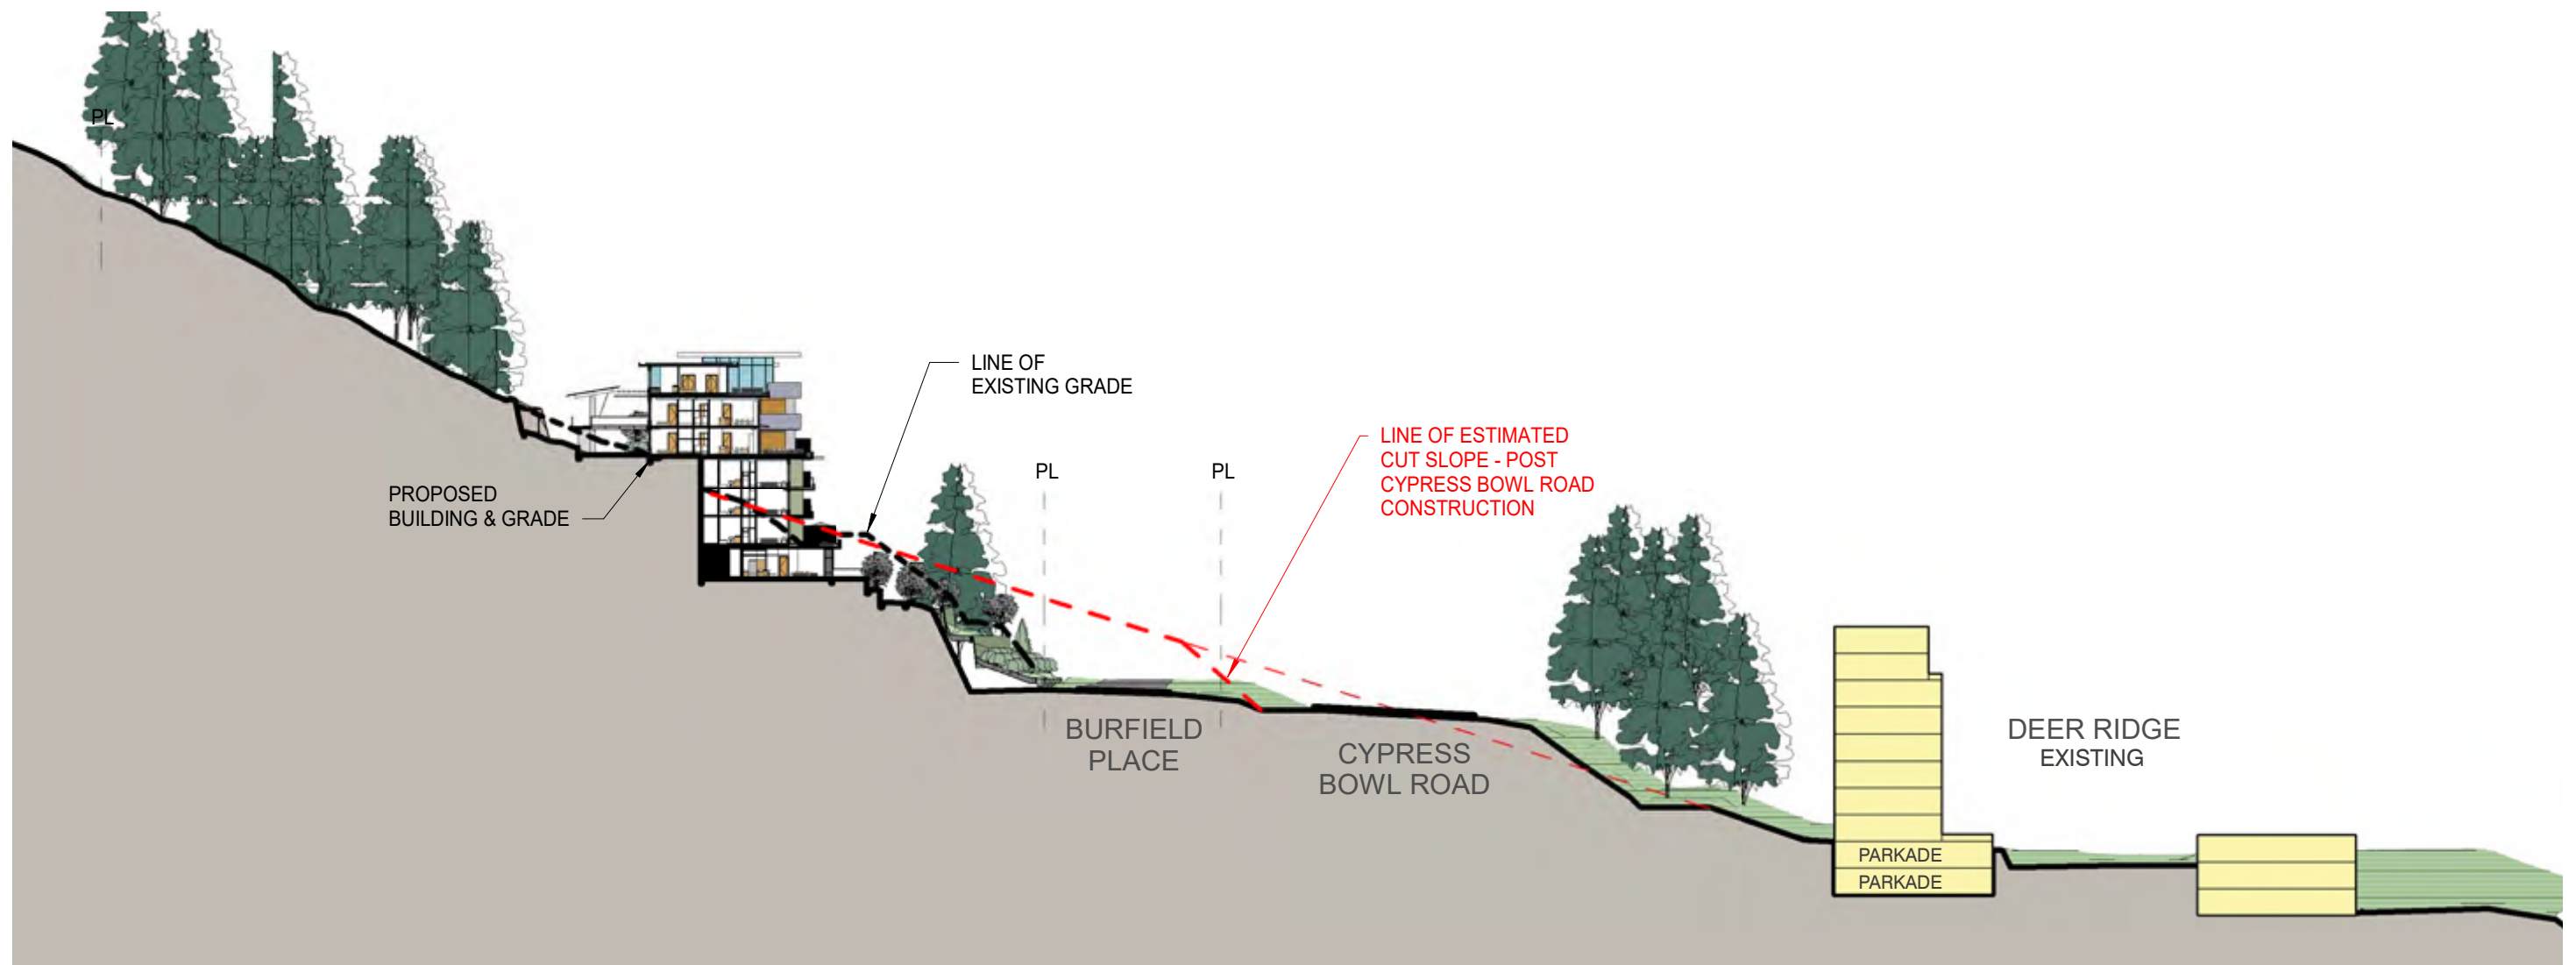 PL
LINE OF
EXISTING GRADE
LINE OF ESTIMATED
CUT SLOPE - POST
CYPRESS BOWL ROAD
CONSTRUCTION
PL
PL
PROPOSED
BUILDING & GRADE
BURFIELD
PLACE
CYPRESS
BOWL ROAD
DEER RIDGE
EXISTING
PARKADE
PARKADE